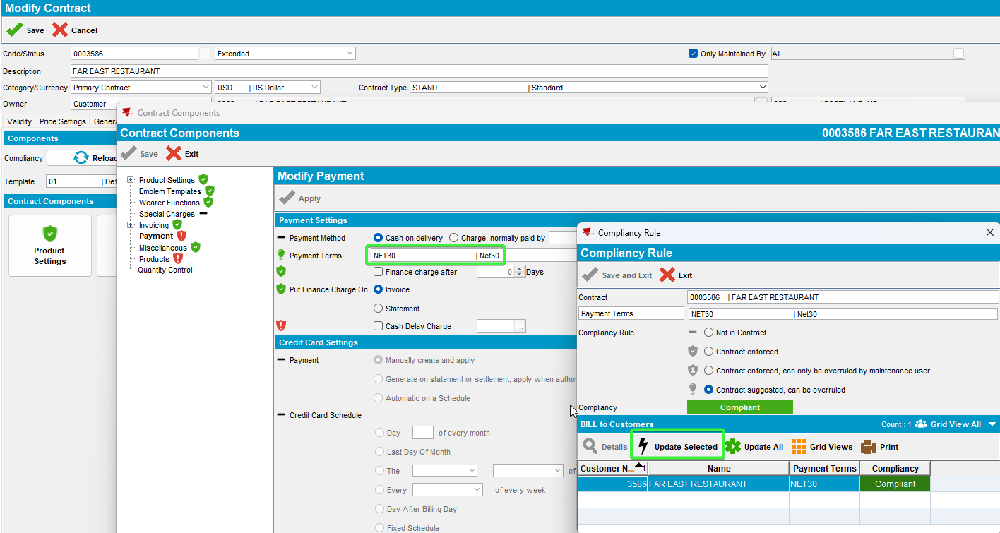 Modify Contract
Save Cancel
Code/Status 0003586 ... Extended Only Maintained By All ...
Description FAR EAST RESTAURANT
Category/Currency Primary Contract USD | US Dollar Contract Type STAND | Standard
Owner Customer
Validity Price Settings Genera
Components
Compliancy Reload
Template 01 | Def
Contract Components
Product
Settings
Contract Components
Contract Components 0003586 FAR EAST RESTAURAN
Save Exit
Product Settings
Emblem Templates
Wearer Functions
Special Charges
Invoicing
Payment
Miscellaneous
Products
Quantity Control
Modify Payment
Apply
Payment Settings
Payment Method Cash on delivery Charge, normally paid by
Payment Terms NET30 | Net30
Finance charge after 0 Days
Put Finance Charge On Invoice
Statement
Cash Delay Charge ...
Credit Card Settings
Payment Manually create and apply
Generate on statement or settlement, apply when author
Automatic on a Schedule
Credit Card Schedule
Day of every month
Last Day Of Month
The of
Every of every week
Day After Billing Day
Fixed Schedule
Compliancy Rule
Compliancy Rule
Save and Exit Exit
Contract 0003586 | FAR EAST RESTAURANT
Payment Terms NET30 | Net30
Compliancy Rule Not in Contract
Contract enforced
Contract enforced, can only be overruled by maintenance user
Contract suggested, can be overruled
Compliancy Compliant
BILL to Customers Count : 1 Grid View All
Details Update Selected Update All Grid Views Print
Customer N... 1 Name Payment Terms Compliancy
3586 FAR EAST RESTAURANT NET30 Compliant